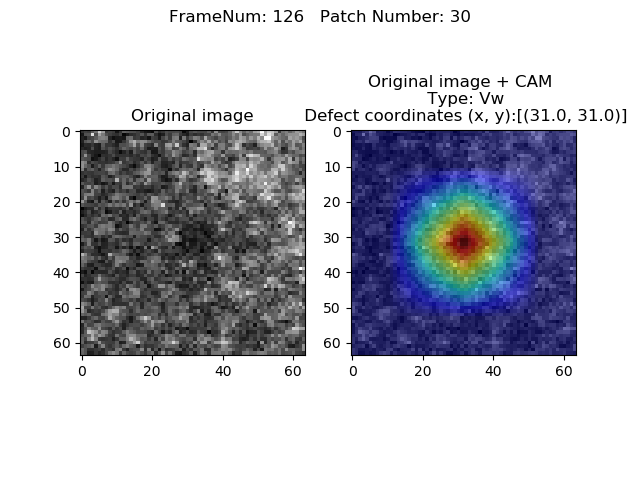 FrameNum: 126   Patch Number: 30
Original image
Original image + CAM
Type: Vw
Defect coordinates (x, y):[(31.0, 31.0)]
0
10
20
30
40
50
60
0 20 40 60
0
10
20
30
40
50
60
0 20 40 60